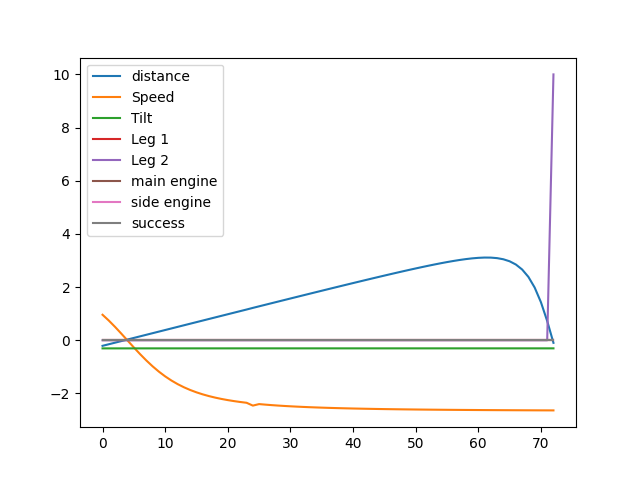 10
8
6
4
2
0
−2
distance
Speed
Tilt
Leg 1
Leg 2
main engine
side engine
success
0 10 20 30 40 50 60 70